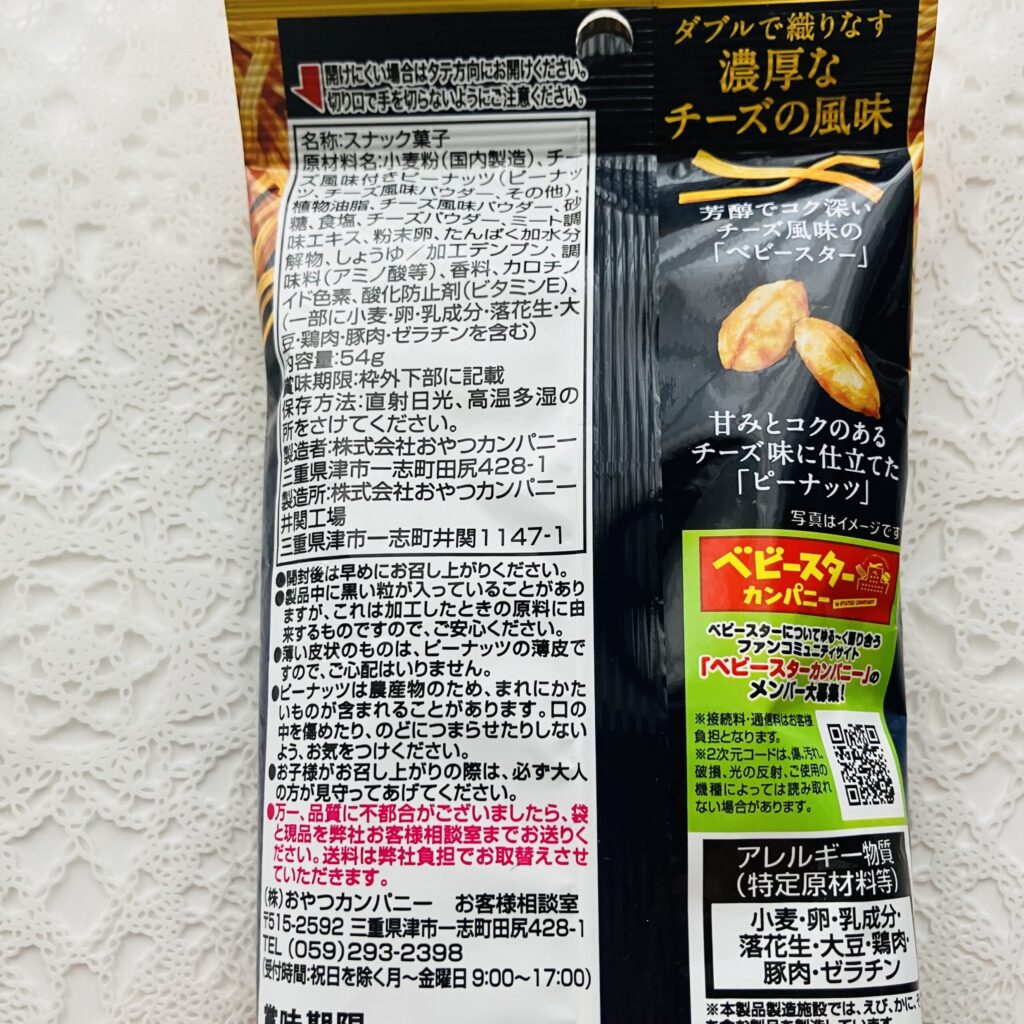 開けにくい場合はタテ方向にお開けください。
切り口で手を切らないようにご注意ください。
名称:スナック菓子
原材料名:小麦粉(国内製造)、チー
ズ風味付きピーナッツ(ピーナッ
ツ、チーズ風味パウダー、その他)、
植物油脂、チーズ風味パウダー、砂
糖、食塩、チーズパウダー、ミート調
味エキス、粉末卵、たんぱく加水分
解物、しょうゆ/加工デンプン、調
味料(アミノ酸等)、香料、カロチノ
イド色素、酸化防止剤(ビタミンE)、
(一部に小麦・卵・乳成分・落花生・大
豆・鶏肉・豚肉・ゼラチンを含む)
内容量:54g
賞味期限:枠外下部に記載
保存方法:直射日光、高温多湿の
所をさけてください。
製造者:株式会社おやつカンパニー
三重県津市一志町田尻428-1
製造所:株式会社おやつカンパニー
井関工場
三重県津市一志町井関1147-1
●開封後は早めにお召し上がりください。
●製品中に黒い粒が入っていることがあり
ますが、これは加工したときの原料に由
来するものですので、ご安心ください。
●薄い皮状のものは、ピーナッツの薄皮で
すので、ご心配はいりません。
●ピーナッツは農産物のため、まれにかた
いものが含まれることがあります。口の
中を傷めたり、のどにつまらせたりしない
よう、お気をつけください。
●お子様がお召し上がりの際は、必ず大人
の方が見守ってあげてください。
●万一、品質に不都合がございましたら、袋
と現品を弊社お客様相談室までお送りく
ださい。送料は弊社負担でお取替えさせ
ていただきます。
(株)おやつカンパニー お客様相談室
〒515-2592 三重県津市一志町田尻428-1
TEL (059)293-2398
(受付時間:祝日を除く月〜金曜日 9:00〜17:00)
賞味期限
ダブルで織りなす
濃厚な
チーズの風味
芳醇でコク深い
チーズ風味の
「ベビースター」
甘みとコクのある
チーズ味に仕立てた
「ピーナッツ」
写真はイメージです
ベビースター
カンパニー
by OYATSU COMPANY
ベビースターについてゆる〜く語り合う
ファンコミュニティサイト
「ベビースターカンパニー」の
メンバー大募集!
※接続料・通信料はお客様
負担となります。
※2次元コードは、傷、汚れ、
破損、光の反射、ご使用の
機種によっては読み取れ
ない場合があります。
アレルギー物質
(特定原材料等)
小麦・卵・乳成分・
落花生・大豆・鶏肉・
豚肉・ゼラチン
※本製品製造施設では、えび、かに、そ
を含む製品を製造しています。